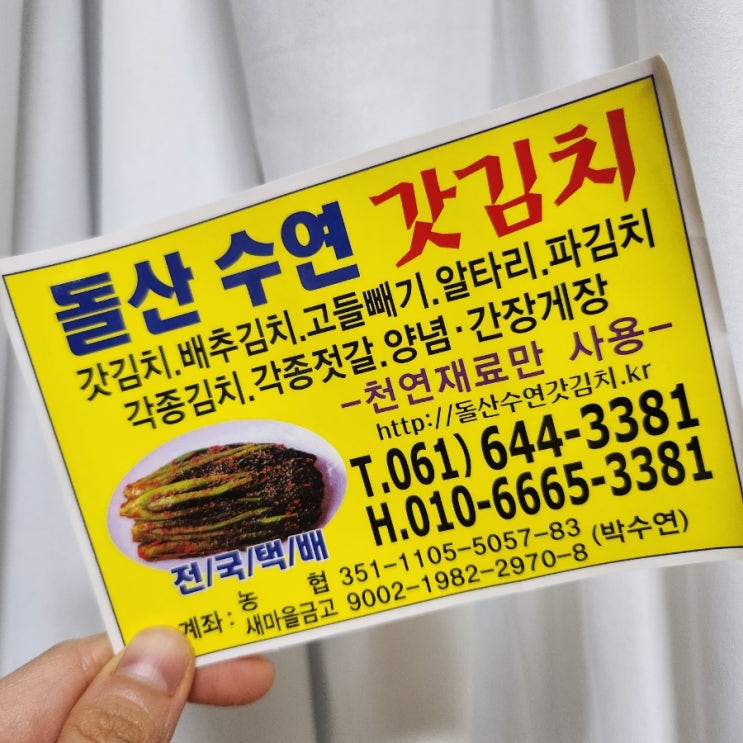 돌산 수연 갓김치
갓김치.배추김치.고들빼기.알타리.파김치
각종김치.각종젓갈.양념·간장게장
-천연재료만 사용-
http://돌산수연갓김치.kr
T.061) 644-3381
H.010-6665-3381
전/국/택/배
계좌 : 농 협 351-1105-5057-83 (박수연)
새마을금고 9002-1982-2970-8